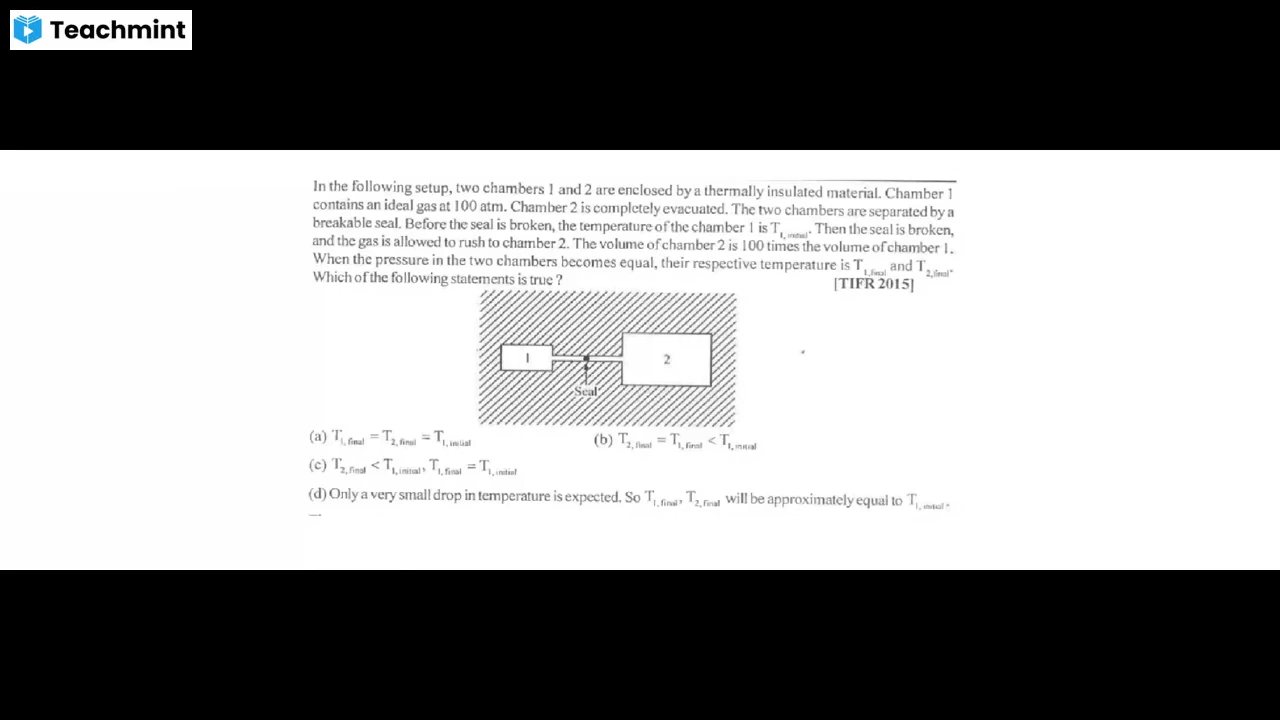 Teachmint
In the following setup, two chambers 1 and 2 are enclosed by a thermally insulated material. Chamber 1
contains an ideal gas at 100 atm. Chamber 2 is completely evacuated. The two chambers are separated by a
breakable seal. Before the seal is broken, the temperature of the chamber 1 is T1, initial. Then the seal is broken,
and the gas is allowed to rush to chamber 2. The volume of chamber 2 is 100 times the volume of chamber 1.
When the pressure in the two chambers becomes equal, their respective temperature is T1,final and T2,final.
Which of the following statements is true ? [TIFR 2015]
1
2
Seal
(a) T1, final = T2, final = T1, initial (b) T2, final = T1, final < T1, initial
(c) T2, final < T1, initial, T1, final = T1, initial
(d) Only a very small drop in temperature is expected. So T1, final, T2, final will be approximately equal to T1, initial.